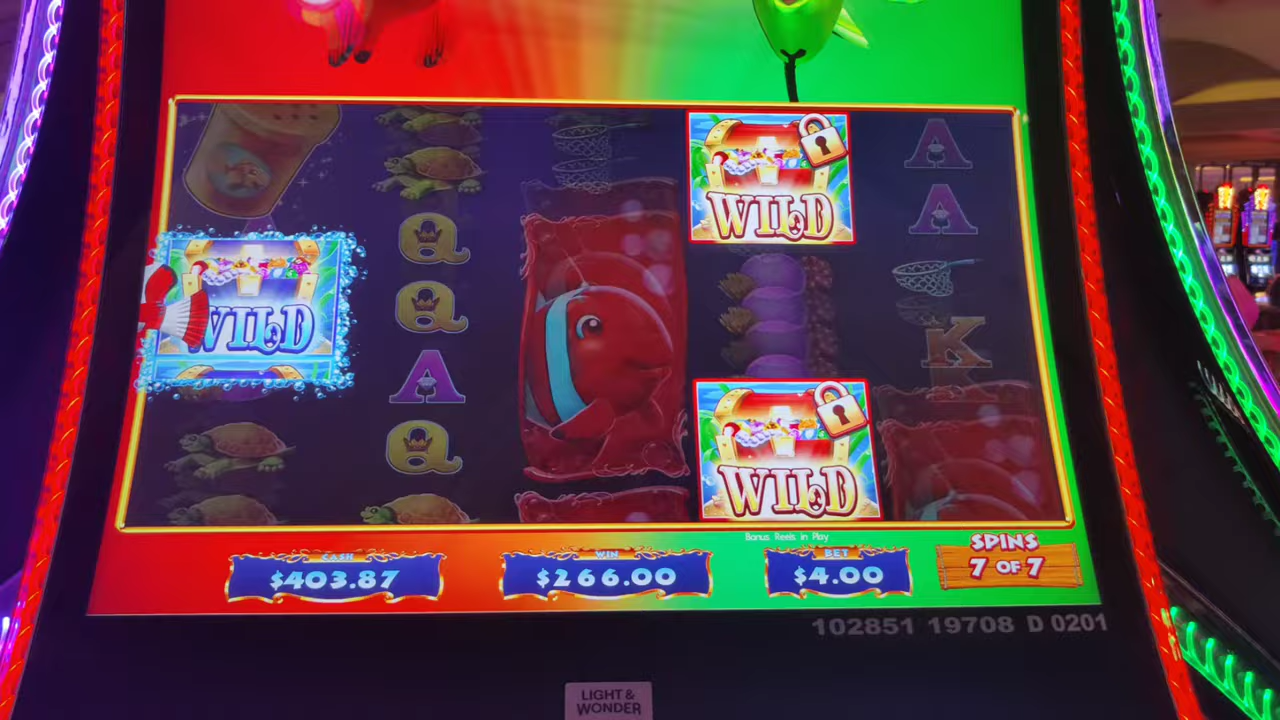 WILD
A
A
Q
WILD
Q
K
A
WILD
Q
Bonus Reels in Play
CASH
$403.87
WIN
$266.00
BET
$4.00
SPINS
7 OF 7
102851 19708 D 0201
LIGHT &
WONDER